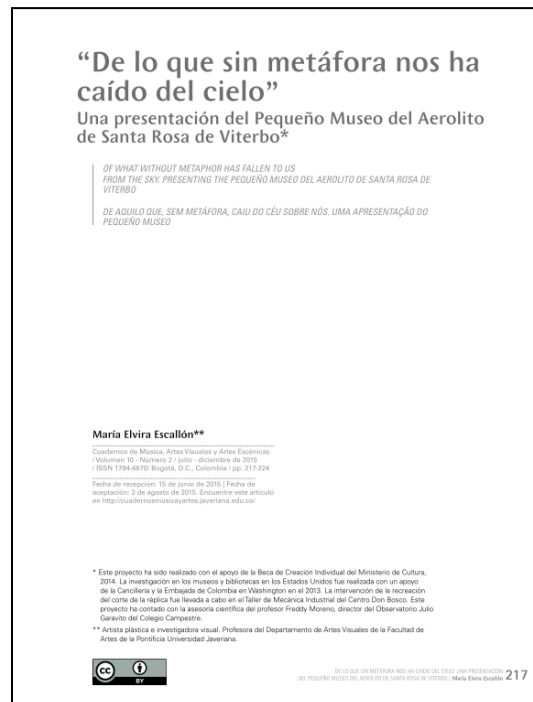 “De lo que sin metáfora nos ha
caído del cielo”
Una presentación del Pequeño Museo del Aerolito
de Santa Rosa de Viterbo*
OF WHAT WITHOUT METAPHOR HAS FALLEN TO US
FROM THE SKY. PRESENTING THE PEQUEÑO MUSEO DEL AEROLITO DE SANTA ROSA DE
VITERBO
DE AQUILO QUE, SEM METÁFORA, CAIU DO CÉU SOBRE NÓS. UMA APRESENTAÇÃO DO
PEQUEÑO MUSEO
María Elvira Escallón**
Cuadernos de Música, Artes Visuales y Artes Escénicas
/ Volumen 10 - Número 2 / julio - diciembre de 2015
/ ISSN 1794-6670/ Bogotá, D.C., Colombia / pp. 217-224
Fecha de recepción: 15 de junio de 2015 | Fecha de
aceptación: 3 de agosto de 2015. Encuentre este artículo
en http://cuadernosmusicayartes.javeriana.edu.co/
* Este proyecto ha sido realizado con el apoyo de la Beca de Creación Individual del Ministerio de Cultura,
2014. La investigación en los museos y bibliotecas en los Estados Unidos fue realizada con un apoyo
de la Cancillería y la Embajada de Colombia en Washington en el 2013. La intervención de la recreación
del corte de la réplica fue llevada a cabo en el Taller de Mecánica Industrial del Centro Don Bosco. Este
proyecto ha contado con la asesoría científica del profesor Freddy Moreno, director del Observatorio Julio
Garavito del Colegio Campestre.
** Artista plástica e investigadora visual. Profesora del Departamento de Artes Visuales de la Facultad de
Artes de la Pontificia Universidad Javeriana.
cc
BY
DE LO QUE SIN METÁFORA NOS HA CAÍDO DEL CIELO. UNA PRESENTACIÓN
DEL PEQUEÑO MUSEO DEL AEROLITO DE SANTA ROSA DE VITERBO | María Elvira Escallón 217